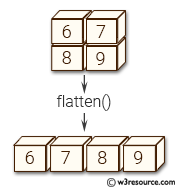 6 7
8 9
flatten()
6 7 8 9
© w3resource.com